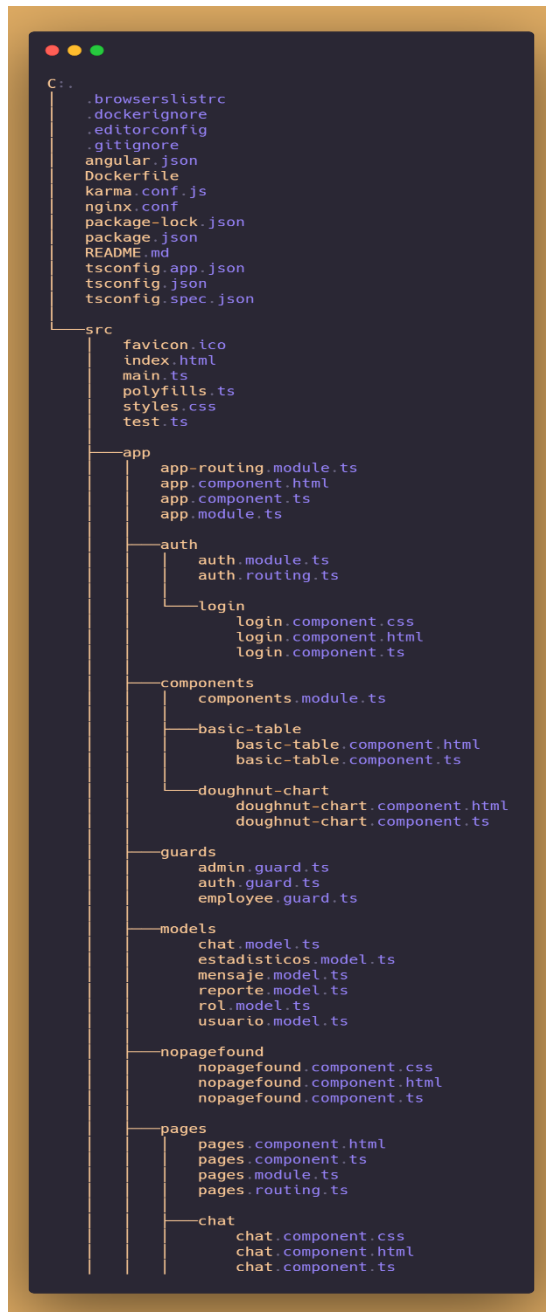 C:.
│   .browserslistrc
│   .dockerignore
│   .editorconfig
│   .gitignore
│   angular.json
│   Dockerfile
│   karma.conf.js
│   nginx.conf
│   package-lock.json
│   package.json
│   README.md
│   tsconfig.app.json
│   tsconfig.json
│   tsconfig.spec.json
│
└───src
    │   favicon.ico
    │   index.html
    │   main.ts
    │   polyfills.ts
    │   styles.css
    │   test.ts
    │
    ├───app
    │   │   app-routing.module.ts
    │   │   app.component.html
    │   │   app.component.ts
    │   │   app.module.ts
    │   │
    │   ├───auth
    │   │   │   auth.module.ts
    │   │   │   auth.routing.ts
    │   │   │
    │   │   └───login
    │   │           login.component.css
    │   │           login.component.html
    │   │           login.component.ts
    │   │
    │   ├───components
    │   │   │   components.module.ts
    │   │   │
    │   │   ├───basic-table
    │   │   │       basic-table.component.html
    │   │   │       basic-table.component.ts
    │   │   │
    │   │   └───doughnut-chart
    │   │           doughnut-chart.component.html
    │   │           doughnut-chart.component.ts
    │   │
    │   ├───guards
    │   │       admin.guard.ts
    │   │       auth.guard.ts
    │   │       employee.guard.ts
    │   │
    │   ├───models
    │   │       chat.model.ts
    │   │       estadisticos.model.ts
    │   │       mensaje.model.ts
    │   │       reporte.model.ts
    │   │       rol.model.ts
    │   │       usuario.model.ts
    │   │
    │   ├───nopagefound
    │   │       nopagefound.component.css
    │   │       nopagefound.component.html
    │   │       nopagefound.component.ts
    │   │
    │   ├───pages
    │   │   │   pages.component.html
    │   │   │   pages.component.ts
    │   │   │   pages.module.ts
    │   │   │   pages.routing.ts
    │   │   │
    │   │   ├───chat
    │   │   │       chat.component.css
    │   │   │       chat.component.html
    │   │   │       chat.component.ts